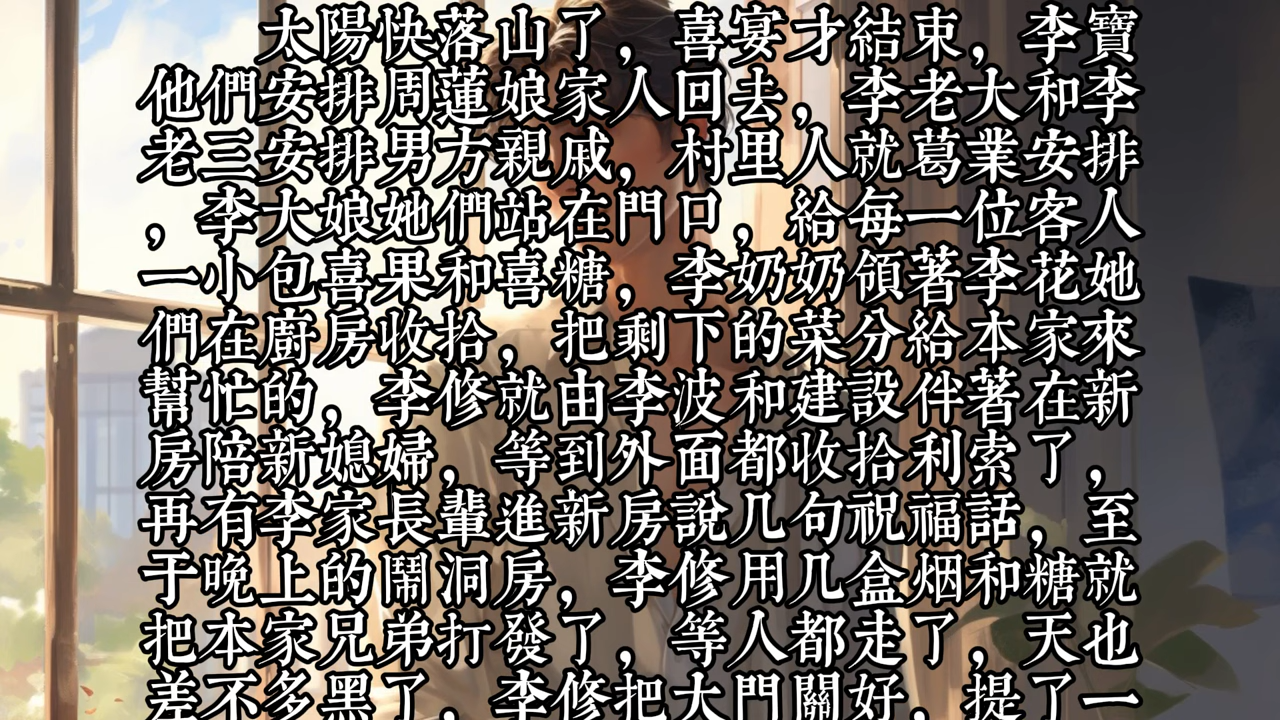 太陽快落山了，喜宴才結束，李寶
他們安排周蓮娘家人回去，李老大和李
老三安排男方親戚，村里人就葛業安排
，李大娘她們站在門口，給每一位客人
一小包喜果和喜糖，李奶奶領著李花她
們在廚房收拾，把剩下的菜分給本家來
幫忙的，李修就由李波和建設伴著在新
房陪新媳婦，等到外面都收拾利索了，
再有李家長輩進新房說几句祝福話，至
于晚上的鬧洞房，李修用几盒烟和糖就
把本家兄弟打發了，等人都走了，天也
差不多黑了，李修把大門關好，提了一